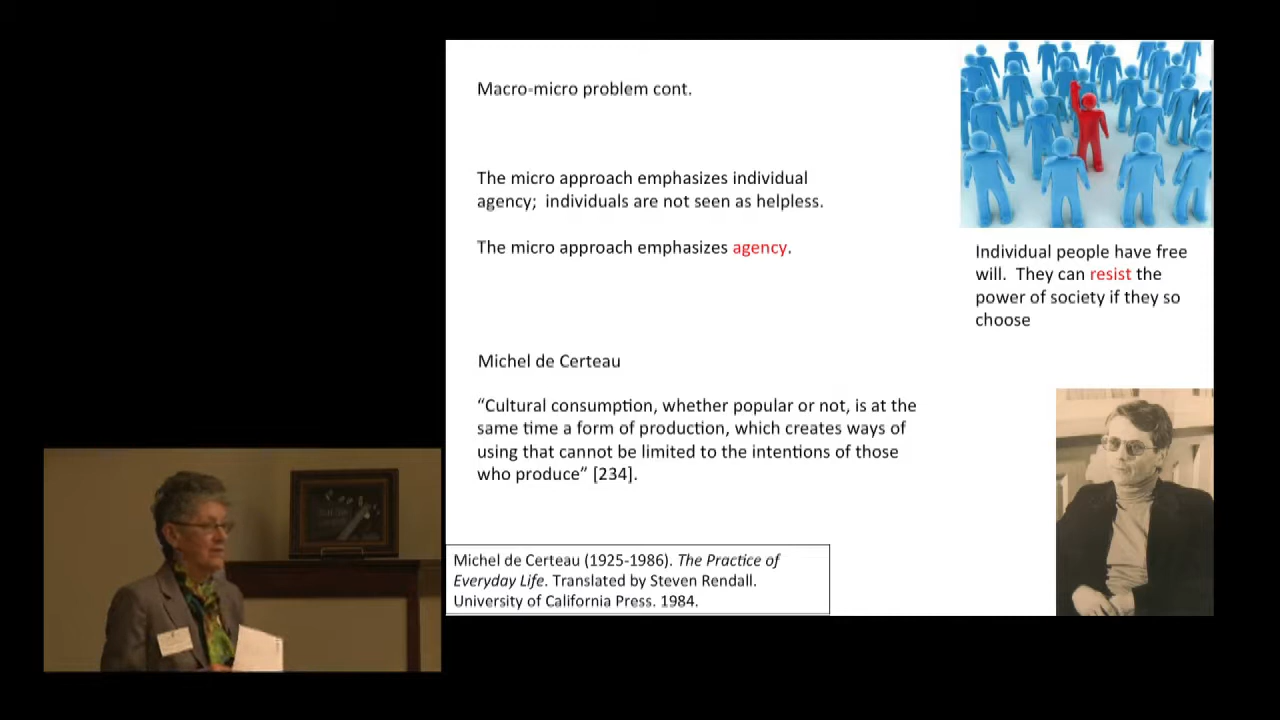 Macro-micro problem cont.
The micro approach emphasizes individual
agency;  individuals are not seen as helpless.
The micro approach emphasizes agency.
Individual people have free
will.  They can resist the
power of society if they so
choose
Michel de Certeau
“Cultural consumption, whether popular or not, is at the
same time a form of production, which creates ways of
using that cannot be limited to the intentions of those
who produce” [234].
Michel de Certeau (1925-1986). The Practice of
Everyday Life. Translated by Steven Rendall.
University of California Press. 1984.